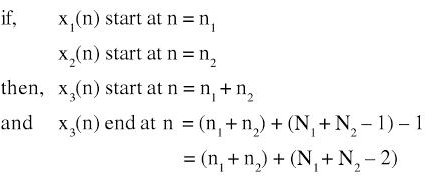 if, x₁(n) start at n = n₁
x₂(n) start at n = n₂
then, x₃(n) start at n = n₁ + n₂
and x₃(n) end at n = (n₁ + n₂) + (N₁ + N₂ – 1) – 1
= (n₁ + n₂) + (N₁ + N₂ – 2)